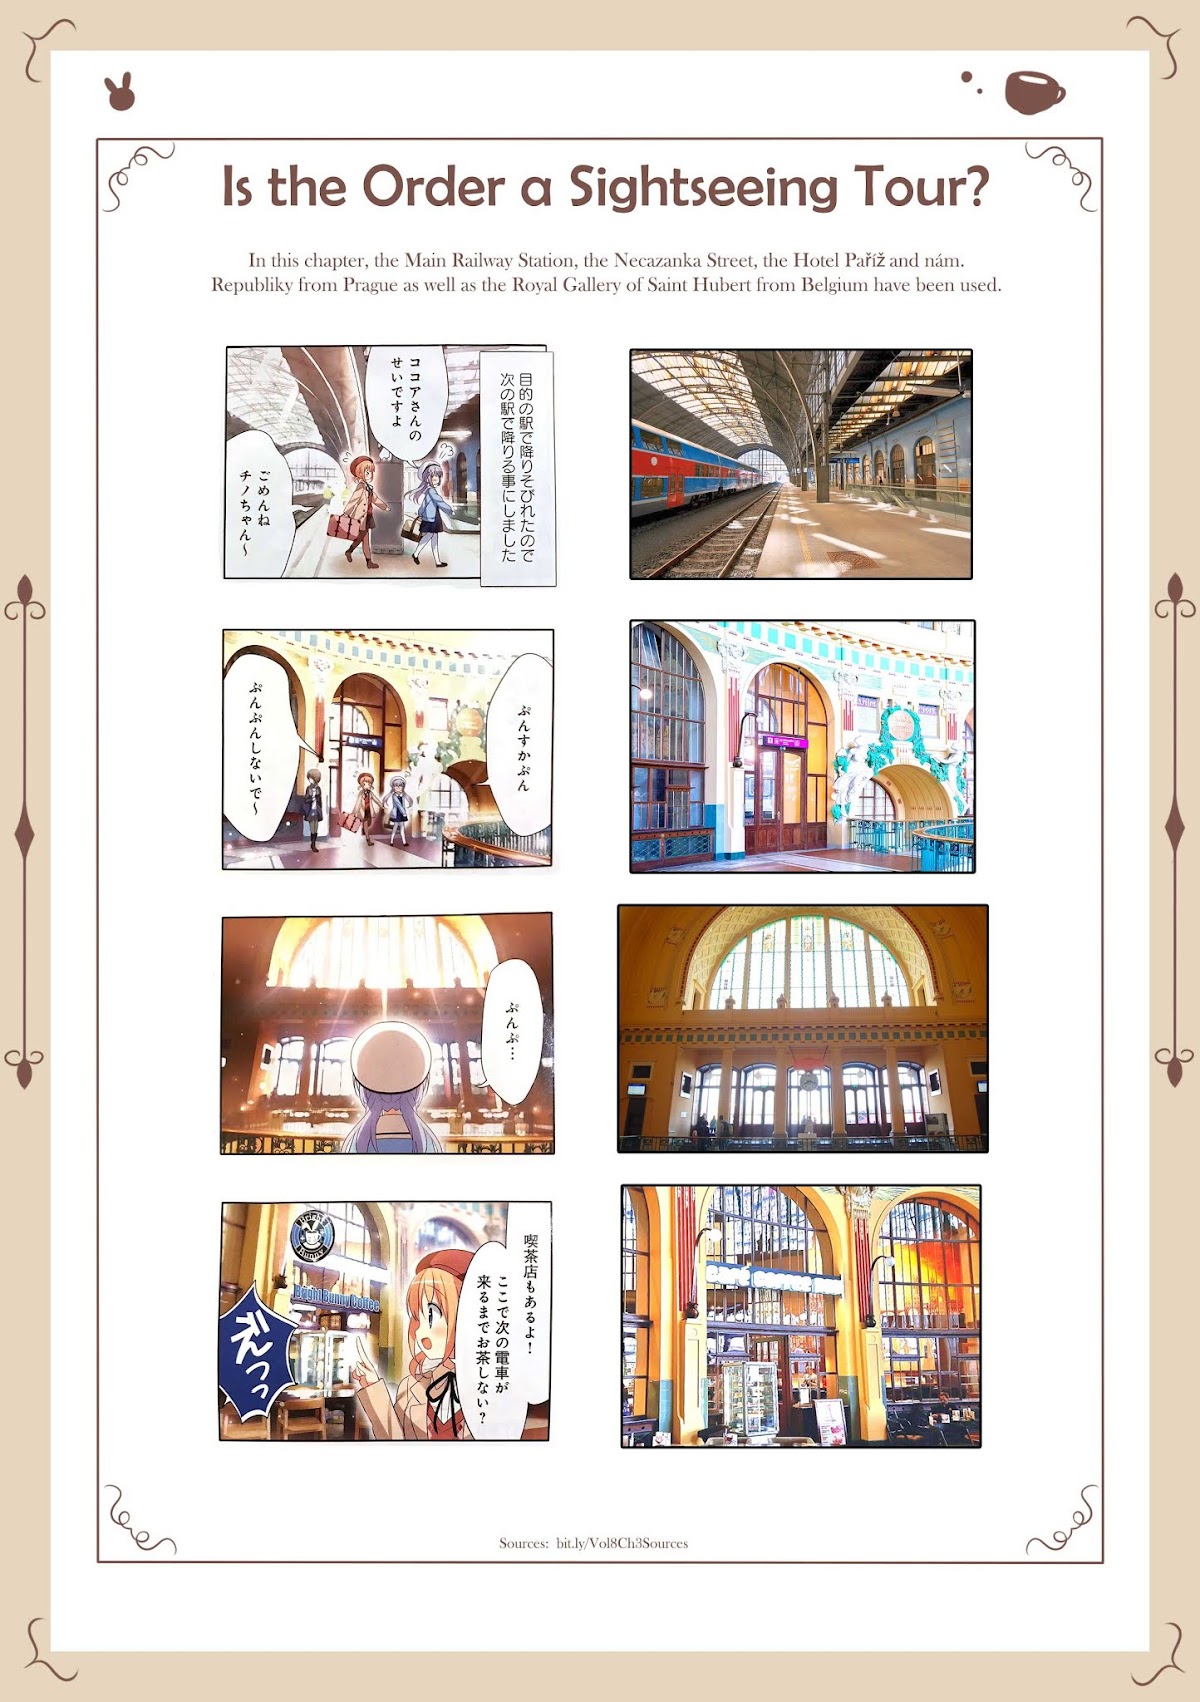 Is the Order a Sightseeing Tour?
In this chapter, the Main Railway Station, the Necazanka Street, the Hotel Paříž and nám.
Republiky from Prague as well as the Royal Gallery of Saint Hubert from Belgium have been used.
目的の駅で降りそびれたので
次の駅で降りる事にしました
ココアさんの
せいですよ
ごめんね
チノちゃん〜
ぷんすかぷん
ぷんぷんしないで〜
ぷんぷ…
喫茶店もあるよ！
ここで次の電車が
来るまでお茶しない？
Bright
Bunny
Bright Bunny Coffee
Sources: bit.ly/Vol8Ch3Sources